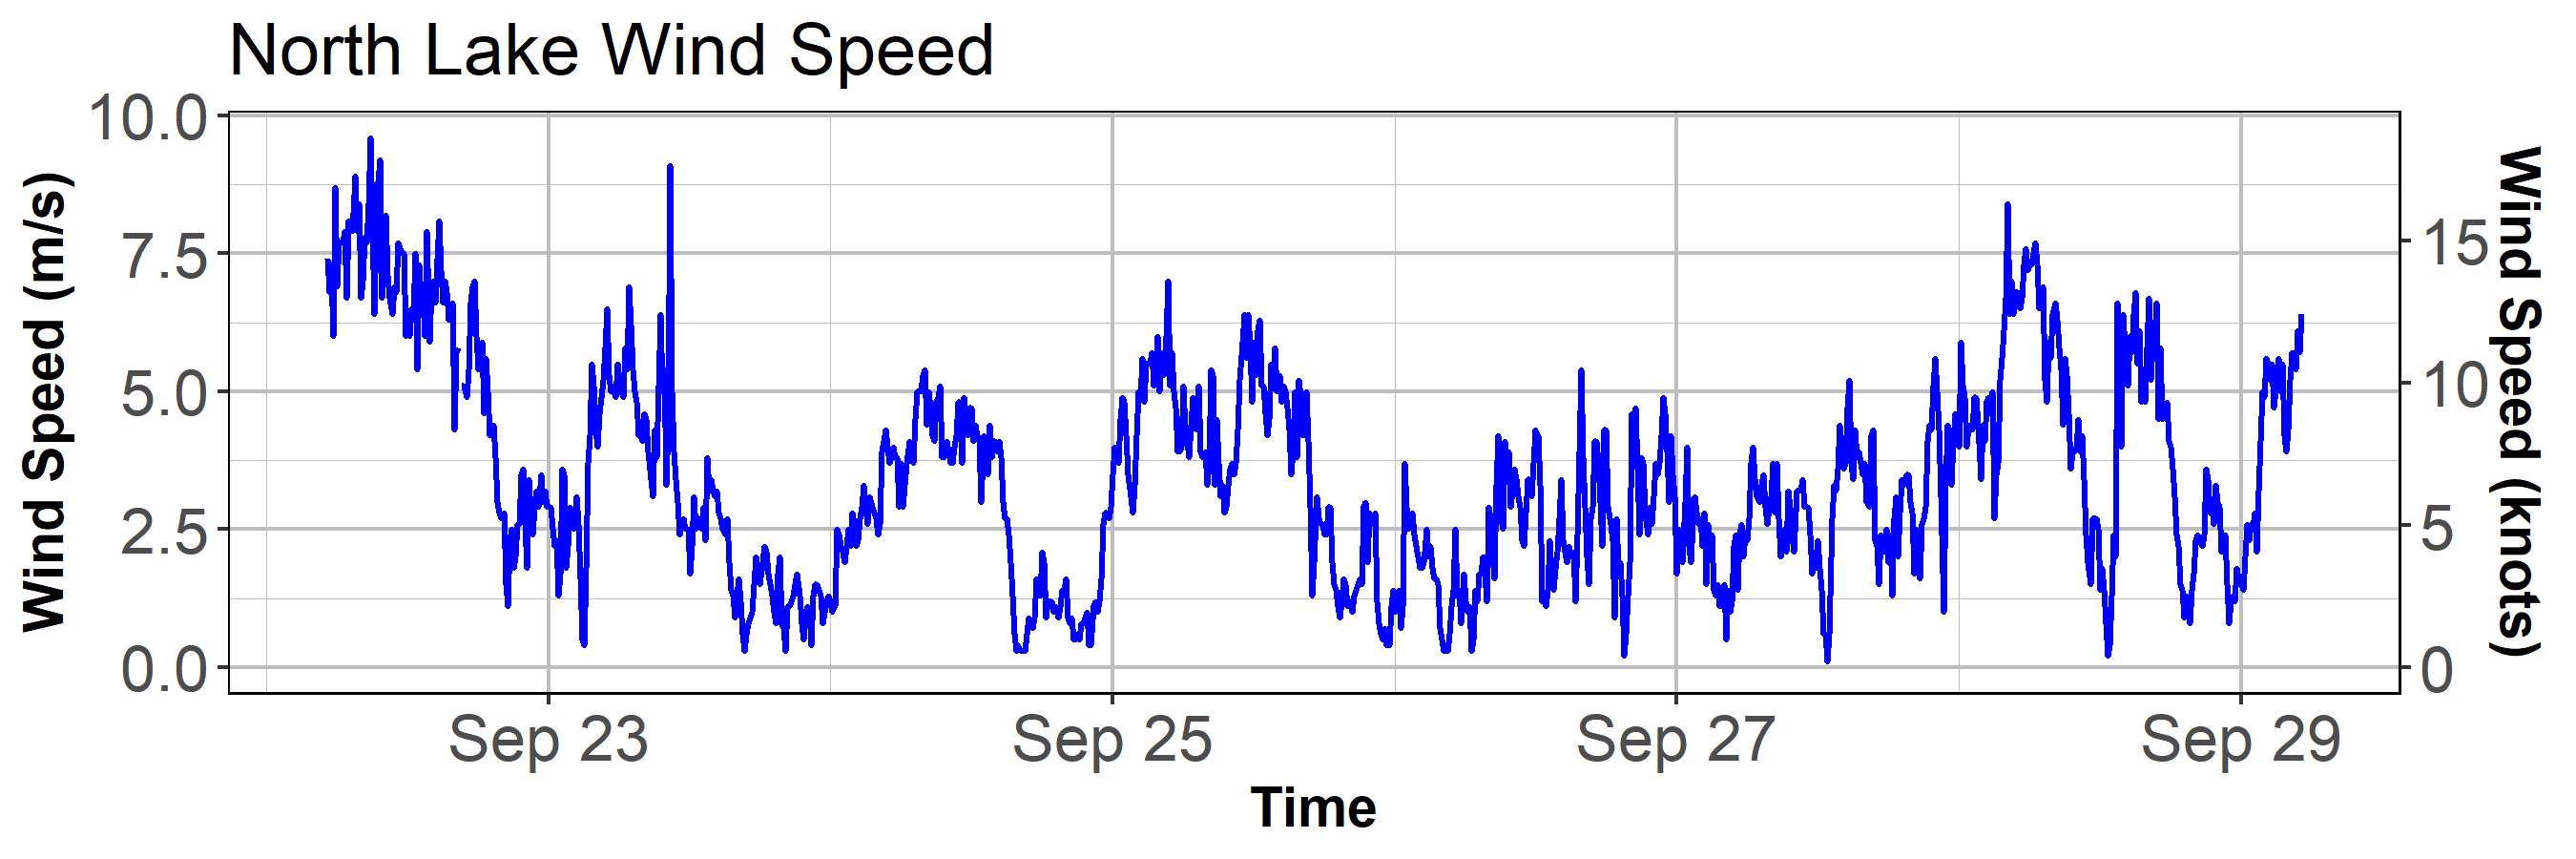 North Lake Wind Speed
Wind Speed (m/s)
10.0
7.5
5.0
2.5
0.0
Wind Speed (knots)
15
10
5
0
Sep 23
Sep 25
Sep 27
Sep 29
Time